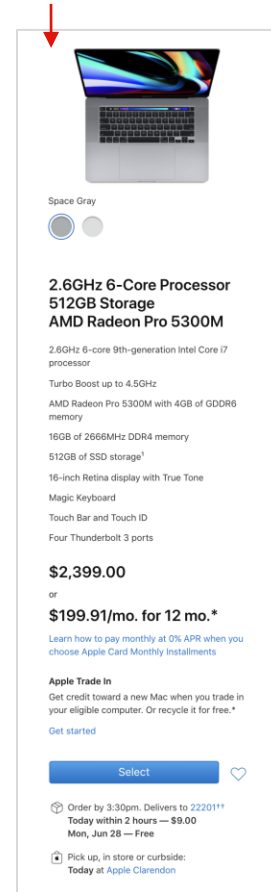 Space Gray
2.6GHz 6-Core Processor
512GB Storage
AMD Radeon Pro 5300M
2.6GHz 6-core 9th-generation Intel Core i7
processor
Turbo Boost up to 4.5GHz
AMD Radeon Pro 5300M with 4GB of GDDR6
memory
16GB of 2666MHz DDR4 memory
512GB of SSD storage¹
16-inch Retina display with True Tone
Magic Keyboard
Touch Bar and Touch ID
Four Thunderbolt 3 ports
$2,399.00
or
$199.91/mo. for 12 mo.*
Learn how to pay monthly at 0% APR when you
choose Apple Card Monthly Installments
Apple Trade In
Get credit toward a new Mac when you trade in
your eligible computer. Or recycle it for free.*
Get started
Select
Order by 3:30pm. Delivers to 22201††
Today within 2 hours — $9.00
Mon, Jun 28 — Free
Pick up, in store or curbside:
Today at Apple Clarendon